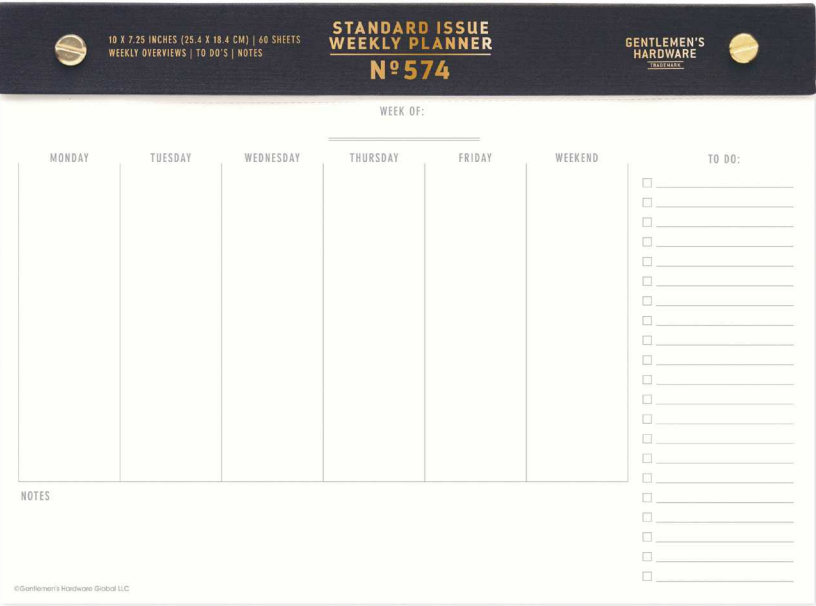 10 X 7.25 INCHES (25.4 X 18.4 CM) | 60 SHEETS
WEEKLY OVERVIEWS | TO DO'S | NOTES
STANDARD ISSUE
WEEKLY PLANNER
Nº574
GENTLEMEN'S
HARDWARE
TRADEMARK
WEEK OF:
MONDAY
TUESDAY
WEDNESDAY
THURSDAY
FRIDAY
WEEKEND
TO DO:
NOTES
©Gentlemen's Hardware Global LLC